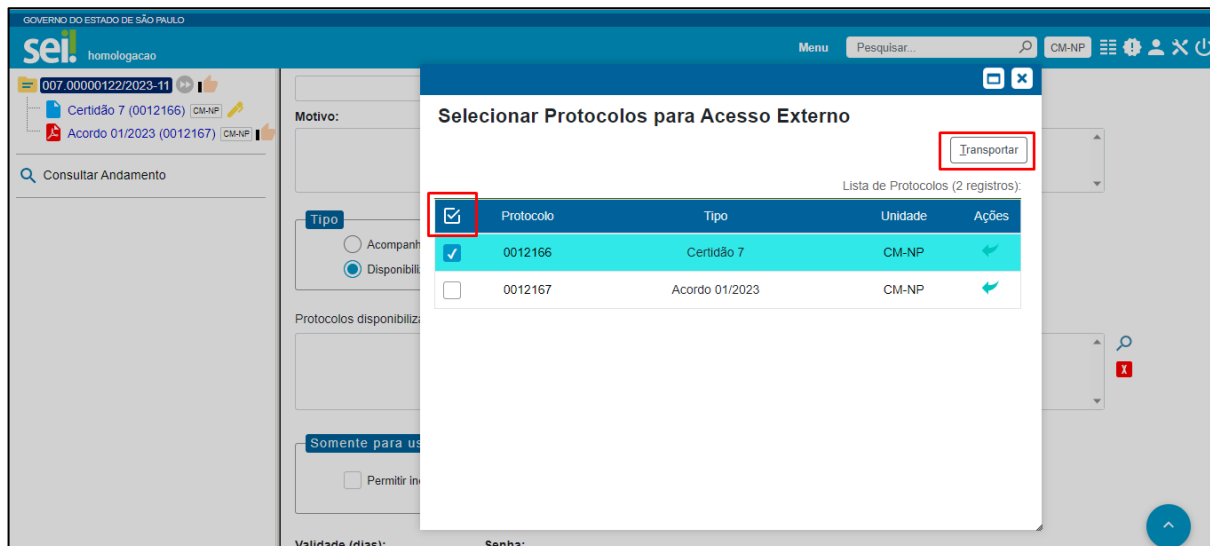 GOVERNO DO ESTADO DE SÃO PAULO
sei! homologacao
Menu Pesquisar... CM-NP
007.00000122/2023-11
Certidão 7 (0012166) CM-NP
Acordo 01/2023 (0012167) CM-NP
Consultar Andamento
Motivo:
Tipo
Acompanh
Disponibili
Protocolos disponibiliza
Somente para us
Permitir in
Validade (dias): Senha:
Selecionar Protocolos para Acesso Externo
Transportar
Lista de Protocolos (2 registros):
Protocolo Tipo Unidade Ações
0012166 Certidão 7 CM-NP
0012167 Acordo 01/2023 CM-NP